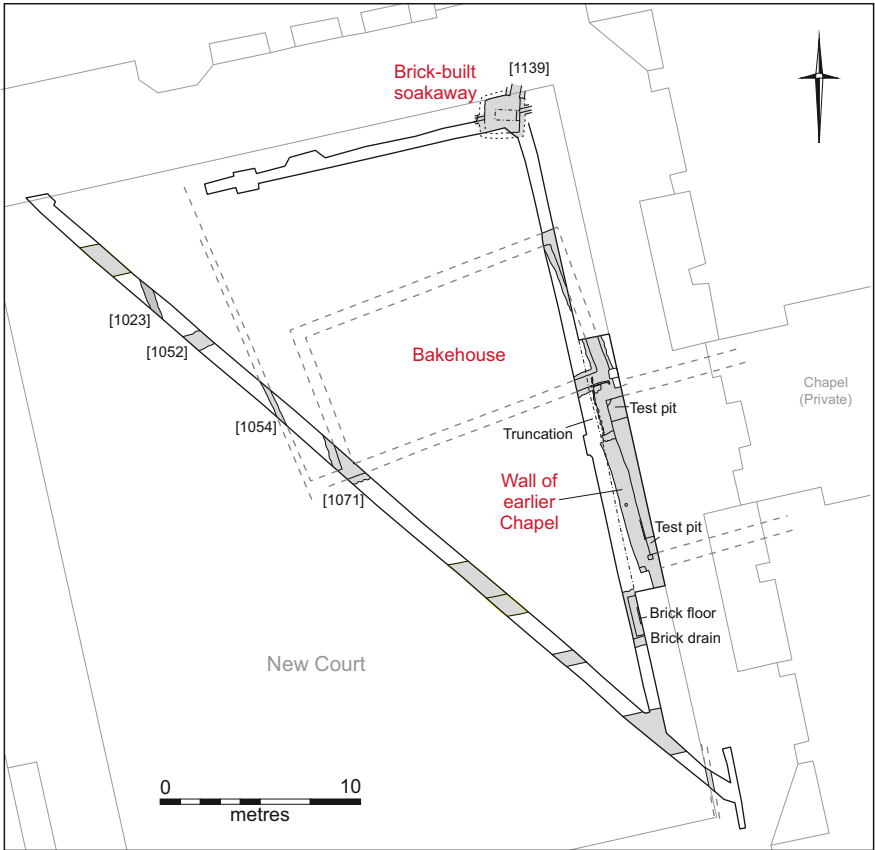 Brick-built
soakaway
[1139]
[1023]
[1052]
Bakehouse
[1054]
Test pit
Chapel
(Private)
Truncation
[1071]
Wall of
earlier
Chapel
Test pit
Brick floor
Brick drain
New Court
0 10
metres